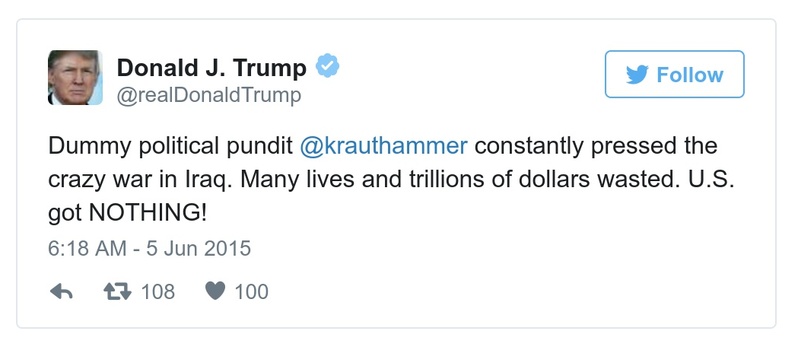 Donald J. Trump
@realDonaldTrump
Follow
Dummy political pundit @krauthammer constantly pressed the
crazy war in Iraq. Many lives and trillions of dollars wasted. U.S.
got NOTHING!
6:18 AM - 5 Jun 2015
108 100